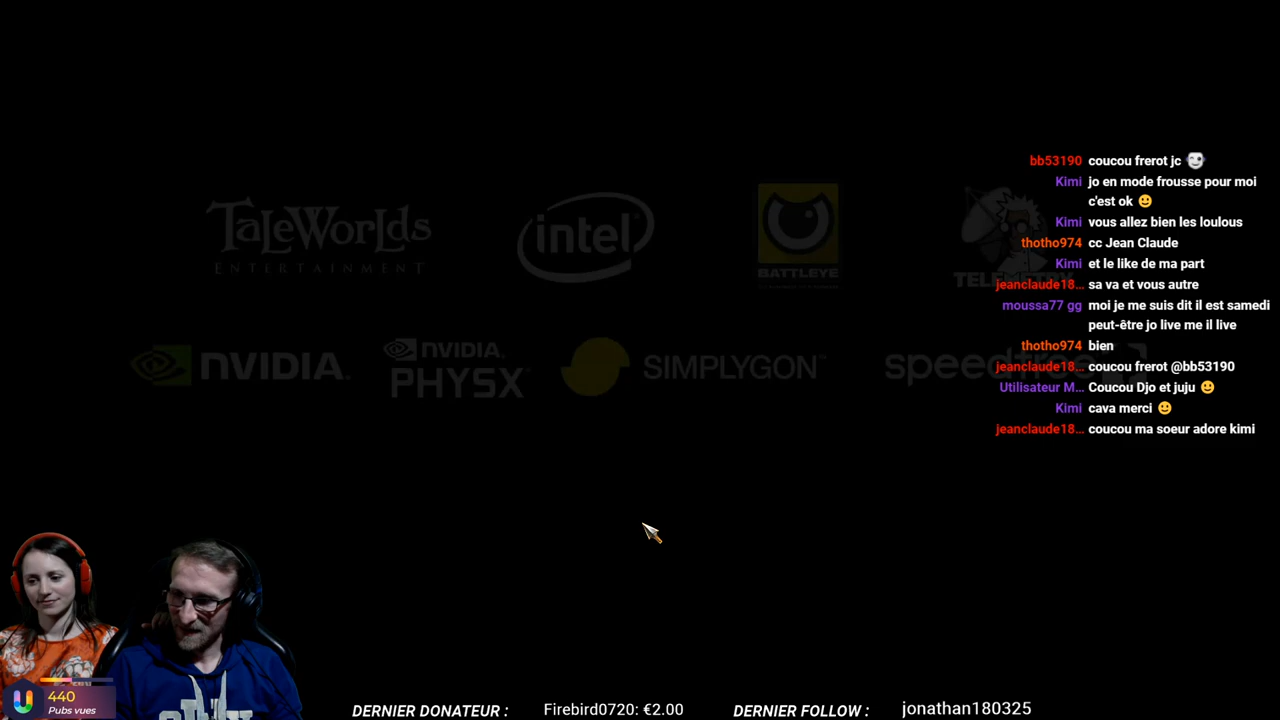 TaleWorlds
ENTERTAINMENT
intel
BATTLEYE
NVIDIA.
NVIDIA.
PHYSX™
SIMPLYGON™
bb53190 coucou frerot jc
Kimi jo en mode frousse pour moi
c'est ok
Kimi vous allez bien les loulous
thotho974 cc Jean Claude
Kimi et le like de ma part
jeanclaude18... sa va et vous autre
moussa77 gg moi je me suis dit il est samedi
peut-être jo live me il live
thotho974 bien
jeanclaude18... coucou frerot @bb53190
Utilisateur M... Coucou Djo et juju
Kimi cava merci
jeanclaude18... coucou ma soeur adore kimi
440
Pubs vues
DERNIER DONATEUR : Firebird0720: €2.00 DERNIER FOLLOW : jonathan180325